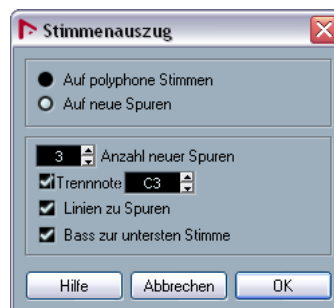 Stimmenauszug
Auf polyphone Stimmen
Auf neue Spuren
3 Anzahl neuer Spuren
Trennnote C3
Linien zu Spuren
Bass zur untersten Stimme
Hilfe Abbrechen OK